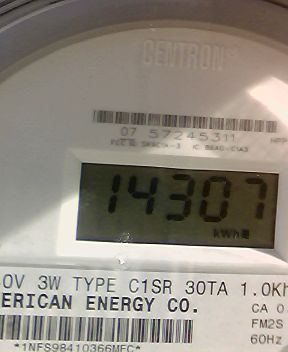 CENTRON
07 57245311
14307
kWh
0V 3W TYPE C1SR 30TA 1.0Kh
ERICAN ENERGY CO.
CA 0.
FM2S
60Hz
*1NFS98410366MFC*